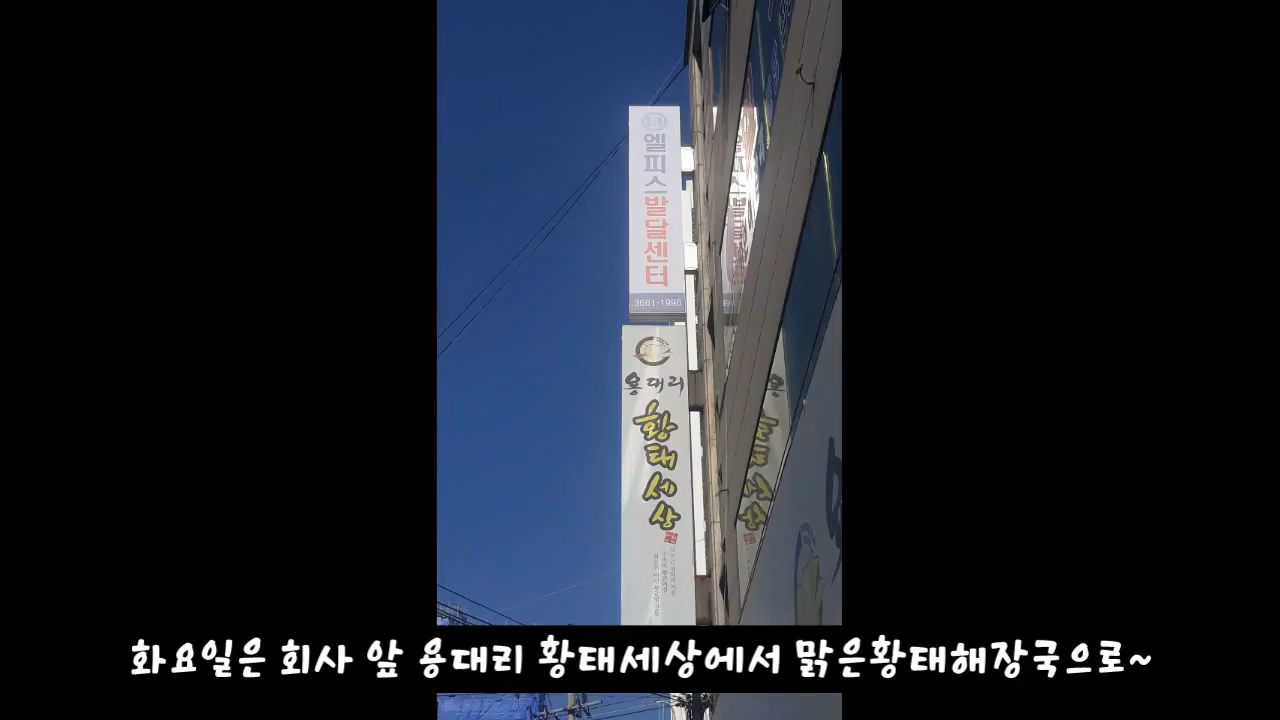 엘피스발달센터
3661-1996
용대리
황태세상
화요일은 회사 앞 용대리 황태세상에서 맑은황태해장국으로~